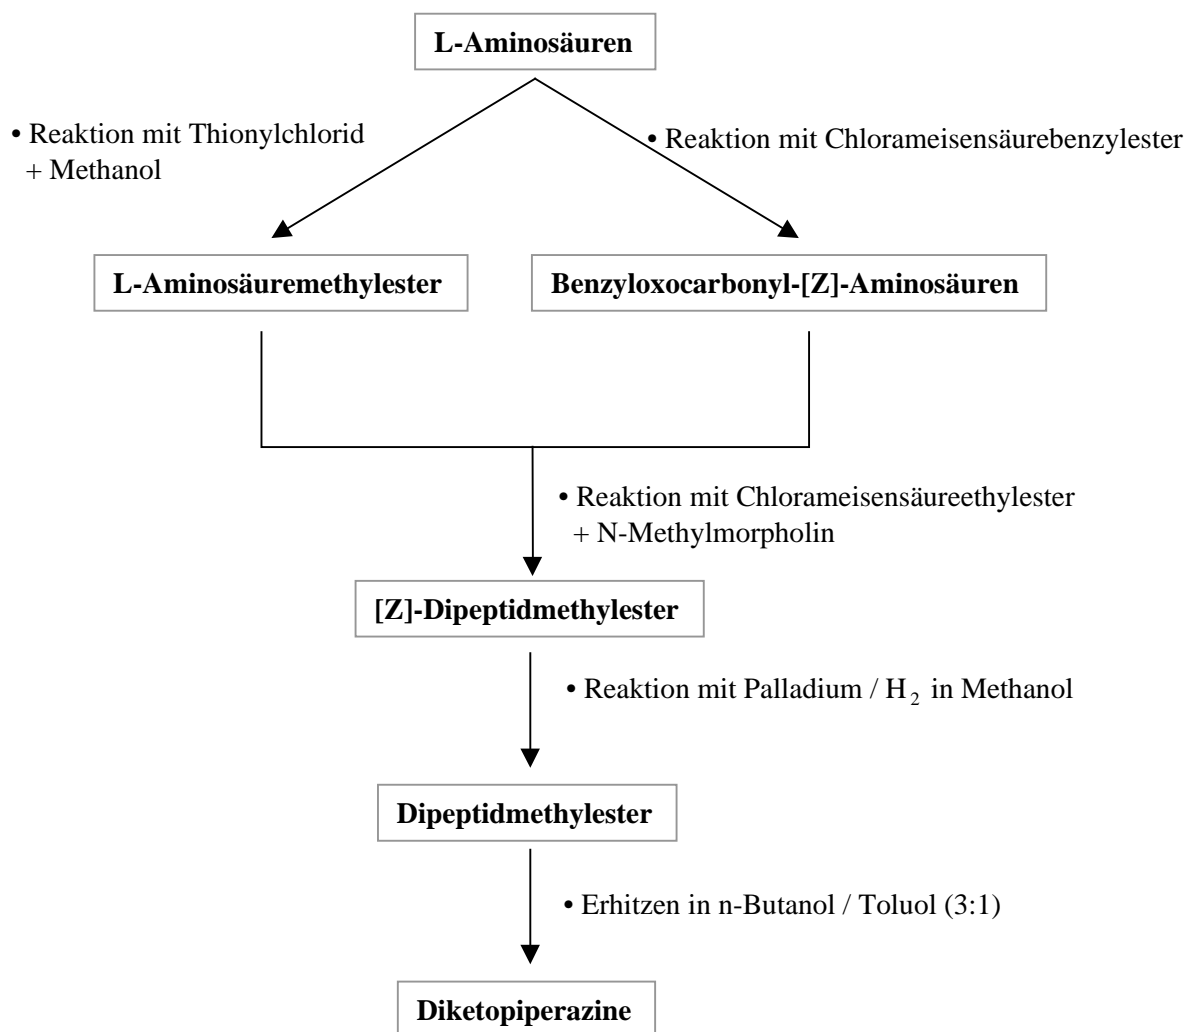 L-Aminosäuren
• Reaktion mit Thionylchlorid
+ Methanol
• Reaktion mit Chlorameisensäurebenzylester
L-Aminosäuremethylester
Benzyloxocarbonyl-[Z]-Aminosäuren
• Reaktion mit Chlorameisensäureethylester
+ N-Methylmorpholin
[Z]-Dipeptidmethylester
• Reaktion mit Palladium / H₂ in Methanol
Dipeptidmethylester
• Erhitzen in n-Butanol / Toluol (3:1)
Diketopiperazine